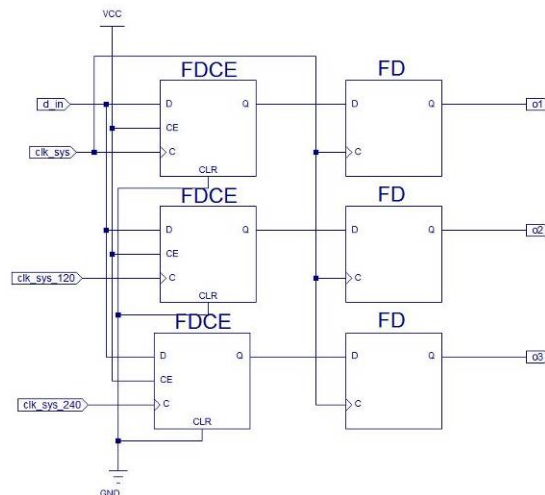 VCC
FDCE FD
d_in D Q D Q o1
CE
clk_sys C C
CLR
FDCE FD
D Q D Q o2
CE
clk_sys_120 C C
CLR
FDCE FD
D Q D Q o3
CE
clk_sys_240 C C
CLR
GND